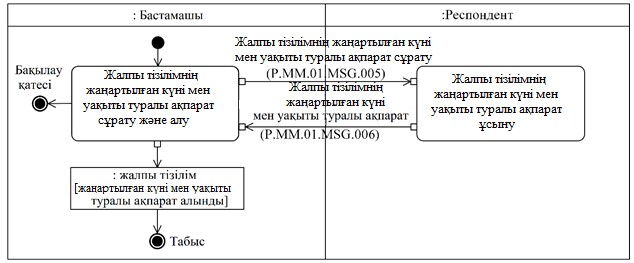 : Бастамашы
:Респондент
Жалпы тізілімнің жаңартылған күні
мен уақыты туралы ақпарат сұрату
(P.MM.01.MSG.005)
Бақылау
қатесі
Жалпы тізілімнің
жаңартылған күні мен
уақыты туралы ақпарат
сұрату және алу
Жалпы тізілімнің
жаңартылған күні
мен уақыты туралы ақпарат
(P.MM.01.MSG.006)
Жалпы тізілімнің
жаңартылған күні мен
уақыты туралы ақпарат
ұсыну
: жалпы тізілім
[жаңартылған күні мен уақыты
туралы ақпарат алынды]
Табыс